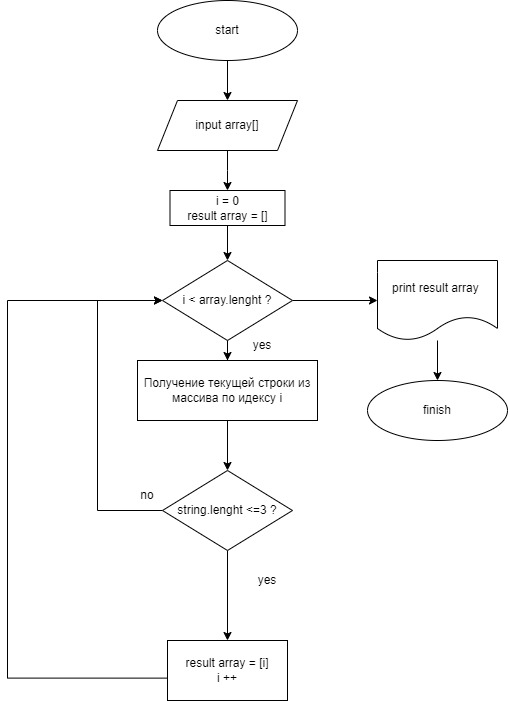 start
input array[]
i = 0
result array = []
i < array.lenght ?
print result array
yes
Получение текущей строки из
массива по идексу i
finish
no
string.lenght <=3 ?
yes
result array = [i]
i ++